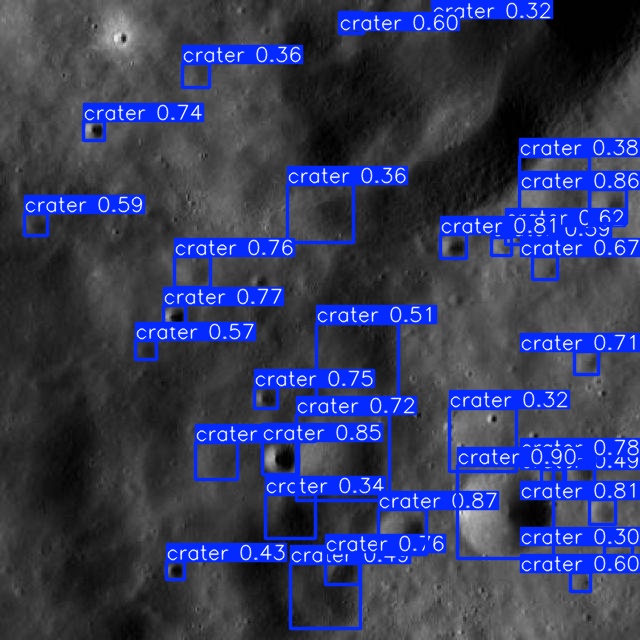 crater 0.32
crater 0.60
crater 0.36
crater 0.74
crater 0.38
crater 0.36
crater 0.86
crater 0.59
crater 0.62
crater 0.81
0.59
crater 0.76
crater 0.67
crater 0.77
crater 0.51
crater 0.57
crater 0.71
crater 0.75
crater 0.32
crater 0.72
crater
crater 0.85
crater 0.78
crater 0.90
0.49
crater 0.34
crater 0.81
crater 0.87
crater 0.30
crater 0.76
crater 0.43
crater
crater 0.60